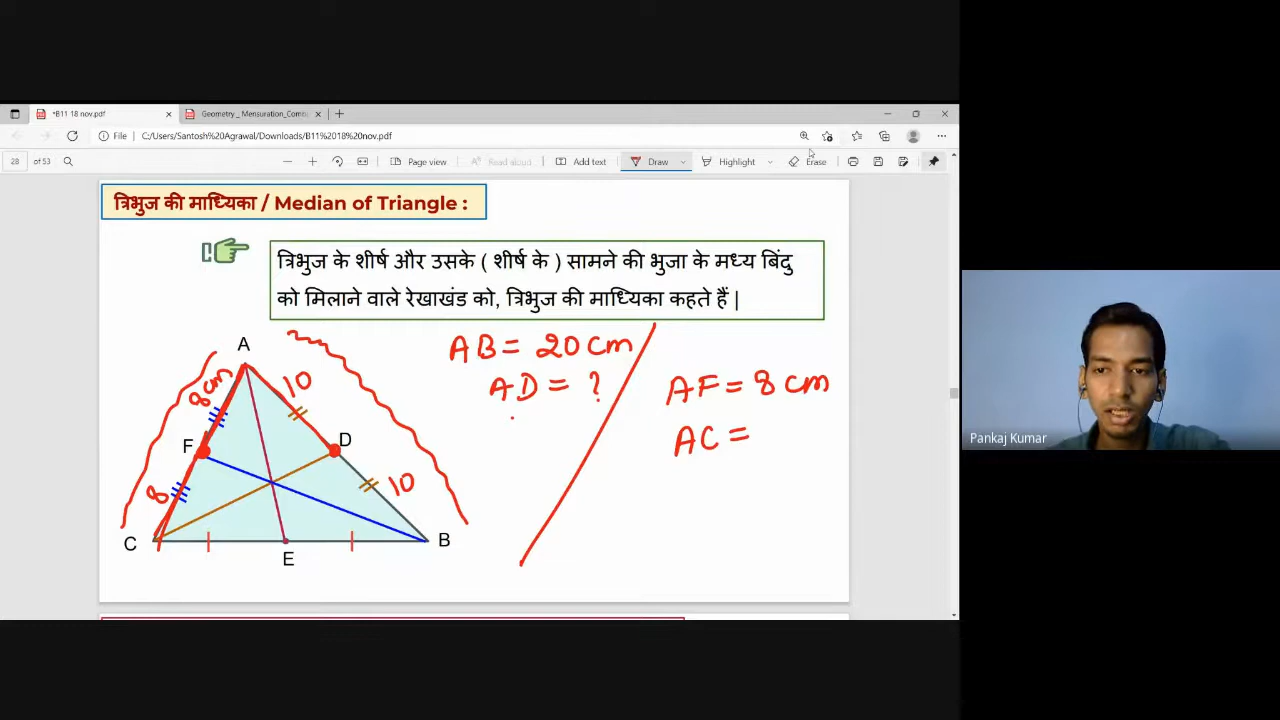 *B11 18 nov.pdf
Geometry _ Mensuration_Comb
File C:/Users/Santosh%20Agrawal/Downloads/B11%2018%20nov.pdf
28 of 53
Page view
Read aloud
Add text
Draw
Highlight
Erase
त्रिभुज की माध्यिका / Median of Triangle :
त्रिभुज के शीर्ष और उसके ( शीर्ष के ) सामने की भुजा के मध्य बिंदु
को मिलाने वाले रेखाखंड को, त्रिभुज की माध्यिका कहते हैं |
A
8cm
10
F
D
8
10
C
E
B
AB = 20 cm
AD = ?
AF = 8 cm
AC =
Pankaj Kumar